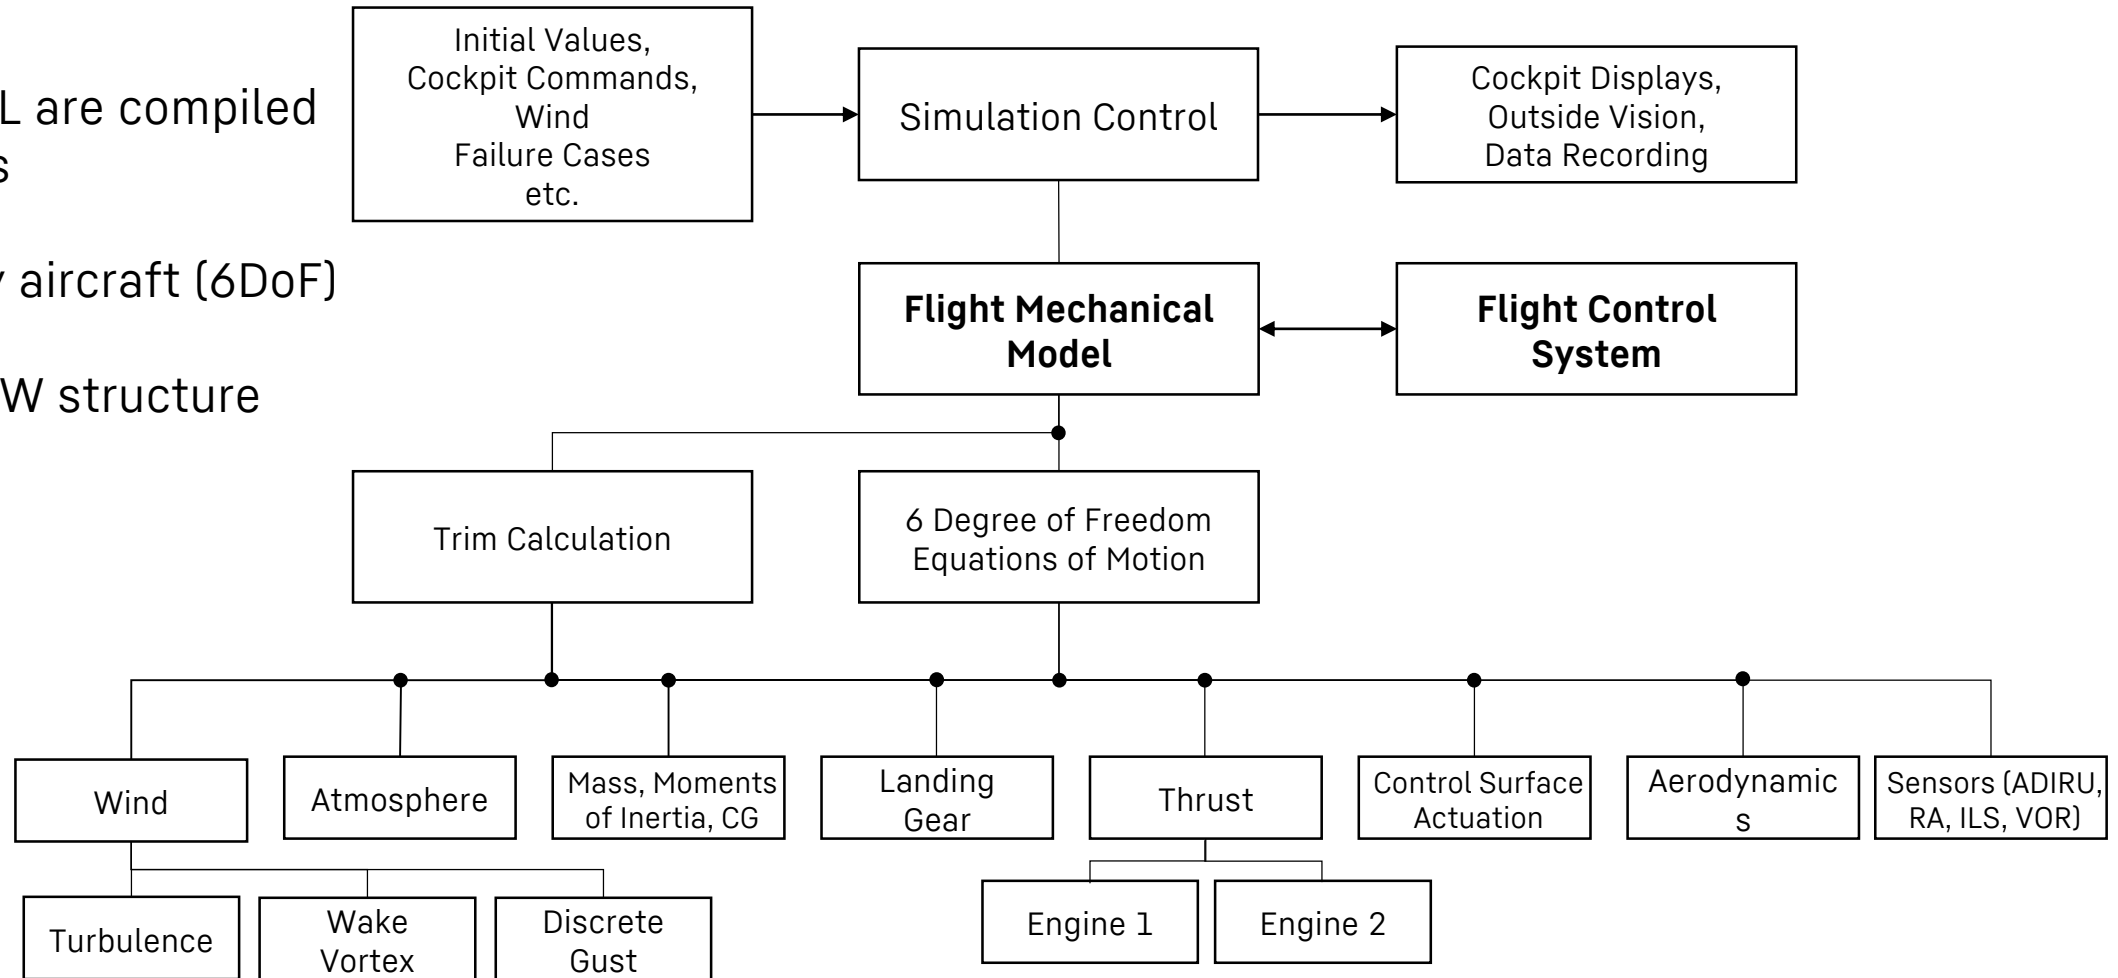 L are compiled
s
aircraft (6DoF)
W structure
Initial Values,
Cockpit Commands,
Wind
Failure Cases
etc.
Simulation Control
Cockpit Displays,
Outside Vision,
Data Recording
Flight Mechanical
Model
Flight Control
System
Trim Calculation
6 Degree of Freedom
Equations of Motion
Wind
Atmosphere
Mass, Moments
of Inertia, CG
Landing
Gear
Thrust
Control Surface
Actuation
Aerodynamic
s
Sensors (ADIRU,
RA, ILS, VOR)
Turbulence
Wake
Vortex
Discrete
Gust
Engine 1
Engine 2